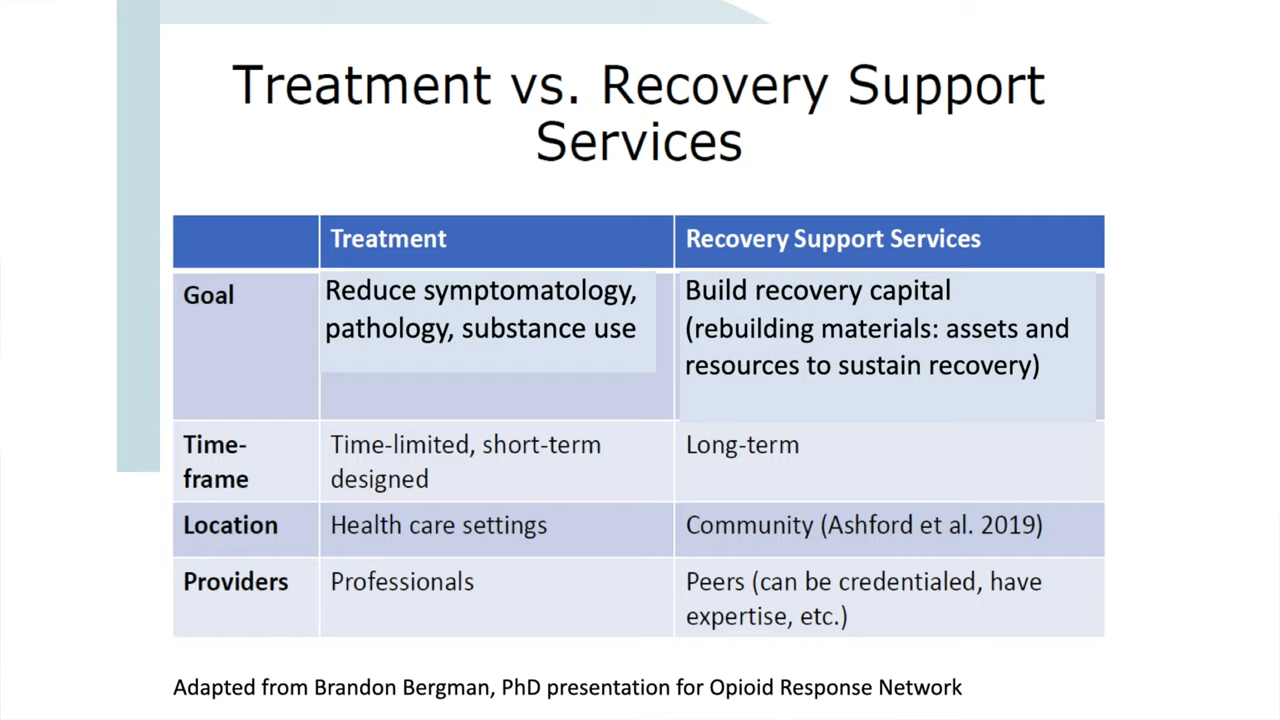 Treatment vs. Recovery Support
Services
Treatment
Recovery Support Services
Goal
Reduce symptomatology,
pathology, substance use
Build recovery capital
(rebuilding materials: assets and
resources to sustain recovery)
Time-
frame
Time-limited, short-term
designed
Long-term
Location
Health care settings
Community (Ashford et al. 2019)
Providers
Professionals
Peers (can be credentialed, have
expertise, etc.)
Adapted from Brandon Bergman, PhD presentation for Opioid Response Network